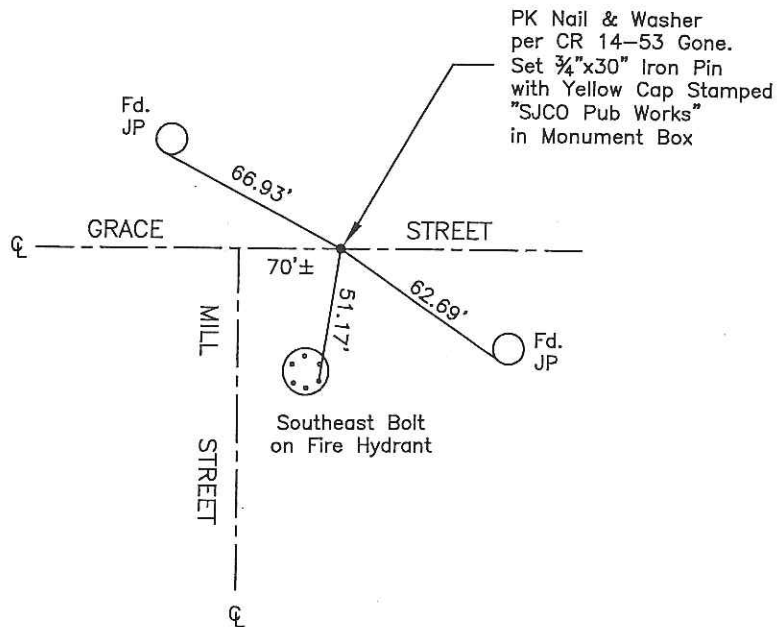 PK Nail & Washer
per CR 14-53 Gone.
Set ¾"x30" Iron Pin
with Yellow Cap Stamped
"SJCO Pub Works"
in Monument Box
Fd.
JP
66.93'
℄ GRACE STREET
70'±
51.17'
62.69'
Fd.
JP
MILL STREET
Southeast Bolt
on Fire Hydrant
℄